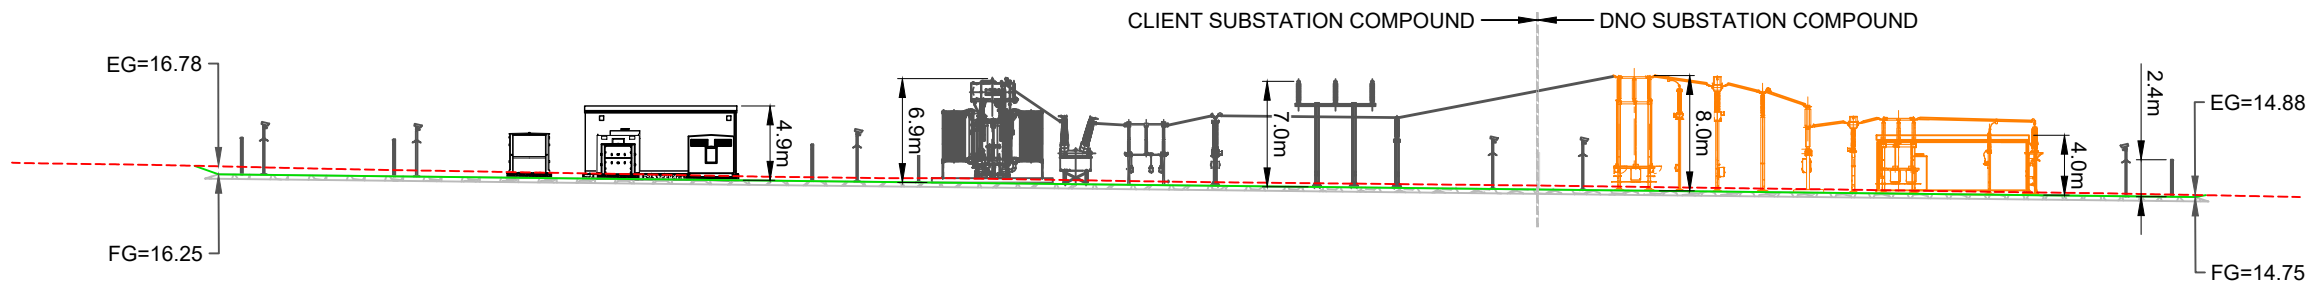 CLIENT SUBSTATION COMPOUND
DNO SUBSTATION COMPOUND
EG=16.78
4.9m
6.9m
7.0m
8.0m
4.0m
2.4m
EG=14.88
FG=16.25
FG=14.75